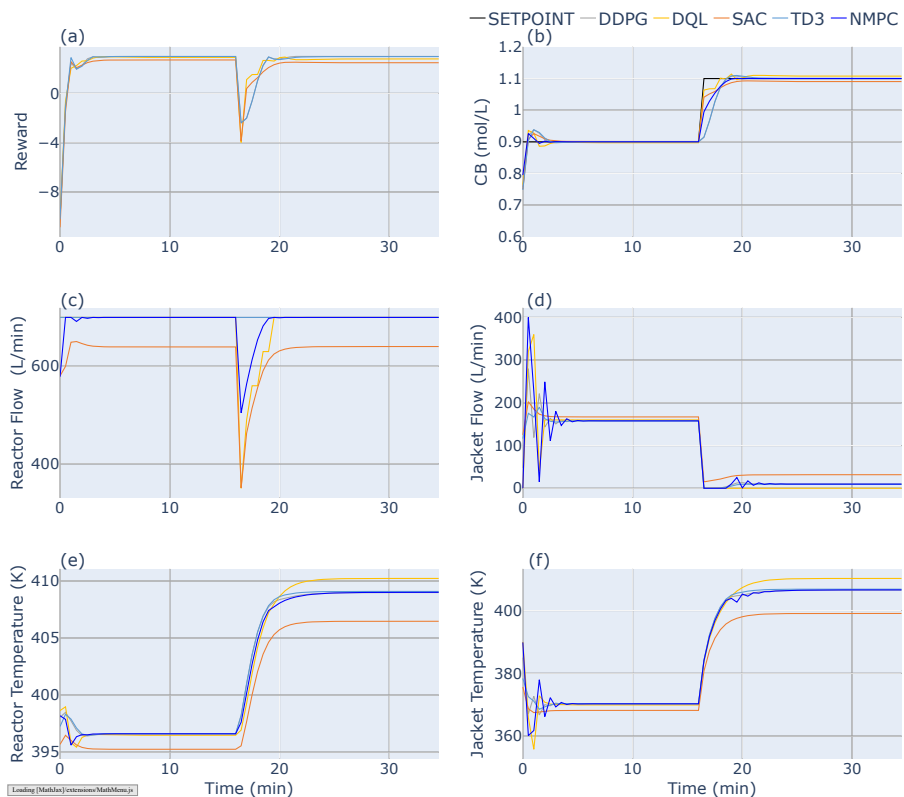 SETPOINT DDPG DQL SAC TD3 NMPC
(a)
Reward
0
−4
−8
0 10 20 30
(b)
CB (mol/L)
1.2
1.1
1
0.9
0.8
0.7
0.6
0 10 20 30
(c)
Reactor Flow (L/min)
600
400
0 10 20 30
(d)
Jacket Flow (L/min)
400
300
200
100
0
0 10 20 30
(e)
Reactor Temperature (K)
410
405
400
395
0 10 20 30
Time (min)
(f)
Jacket Temperature (K)
400
380
360
0 10 20 30
Time (min)
Loading [MathJax]/extensions/MathMenu.js